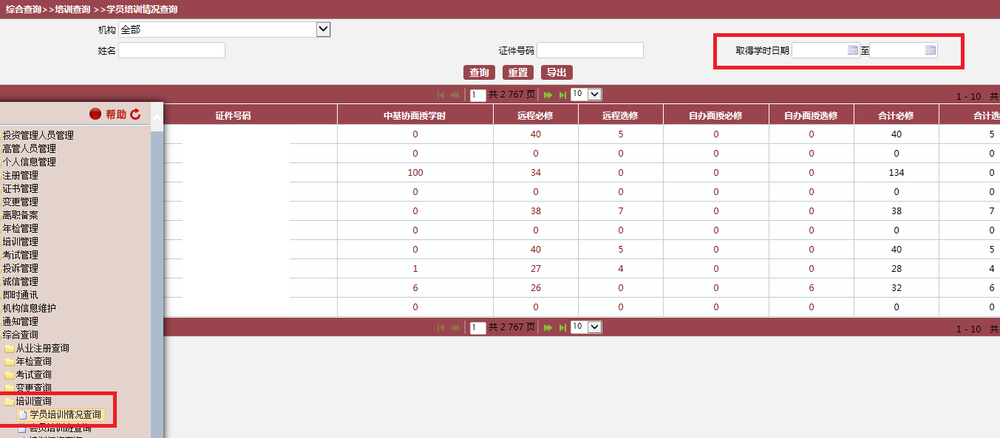 综合查询>>培训查询 >>学员培训情况查询
机构 全部
姓名 证件号码 取得学时日期 至
查询 重置 导出
1 共 2 767 页 10 1 - 10 共
帮助
证件号码 中基协面授学时 远程必修 远程选修 自办面授必修 自办面授选修 合计必修 合计选
0 40 5 0 0 40 5
0 0 0 0 0 0 0
100 34 0 0 0 134 0
0 0 0 0 0 0 0
0 38 7 0 0 38 7
0 0 0 0 0 0 0
0 40 5 0 0 40 5
1 27 4 0 0 28 4
6 26 0 0 6 32 6
0 0 0 0 0 0 0
1 共 2 767 页 10 1 - 10 共
投资管理人员管理
高管人员管理
个人信息管理
注册管理
证书管理
变更管理
离职备案
年检管理
培训管理
考试管理
投诉管理
诚信管理
即时通讯
机构信息维护
通知管理
综合查询
从业注册查询
年检查询
考试查询
变更查询
培训查询
学员培训情况查询
会员培训班查询